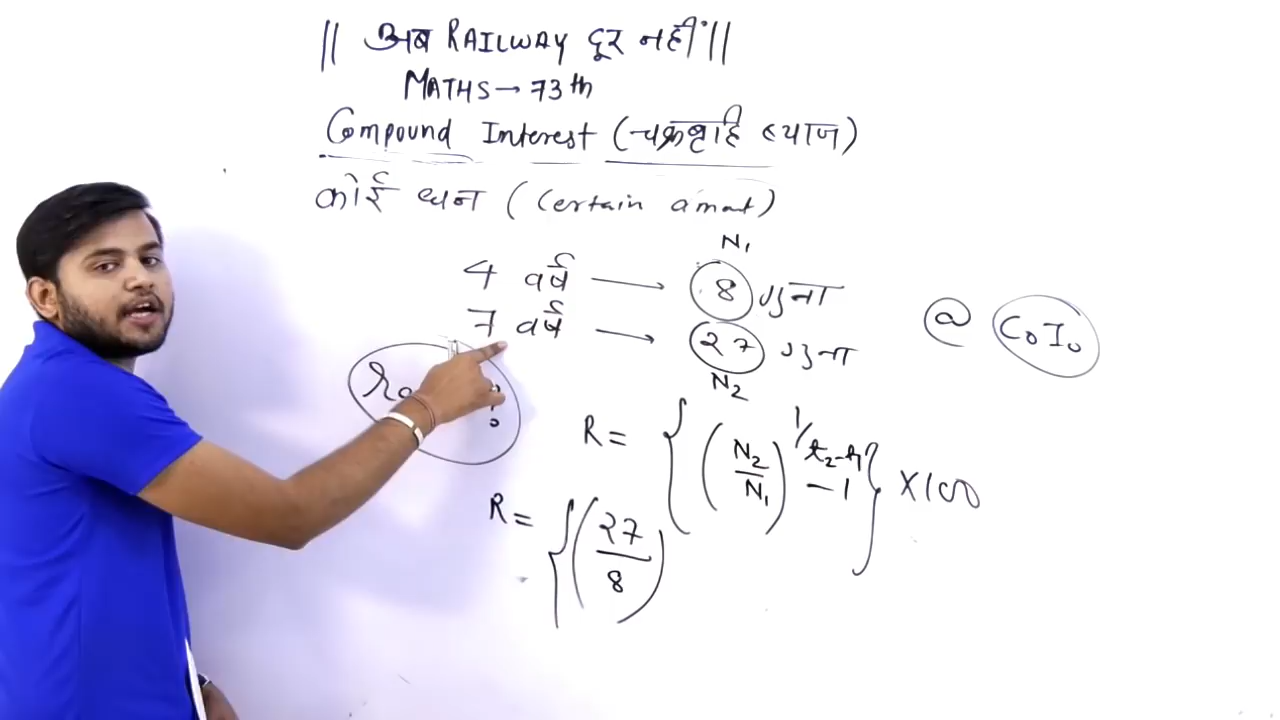 || अब RAILWAY दूर नहीं ||
MATHS → 73th
Compound Interest (चक्रवृद्धि ब्याज)
कोई धन (Certain amat)
N₁
4 वर्ष → 8 गुना
7 वर्ष → 27 गुना
@ C.I.
N₂
R = {(N₂/N₁)^1/t₂-t₁ - 1} × 100
R = {(27/8)